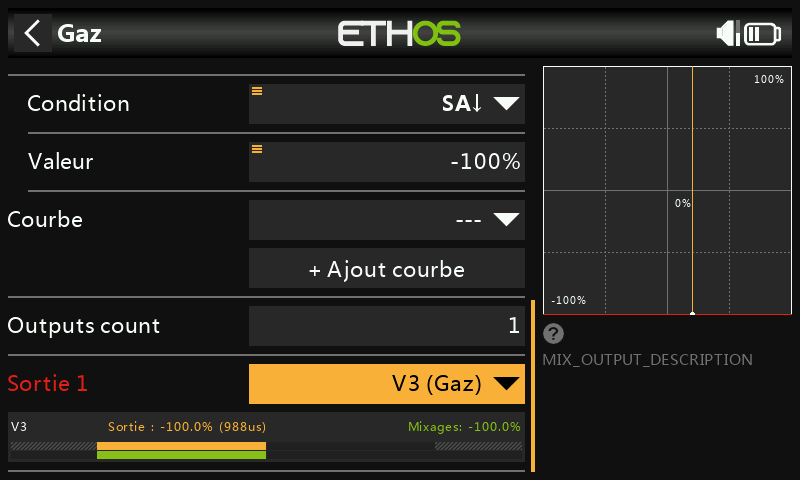 Gaz
ETHOS
Condition
SA↓
Valeur
-100%
Courbe
---
+ Ajout courbe
Outputs count
1
Sortie 1
V3 (Gaz)
V3
Sortie : -100.0% (988us)
Mixages: -100.0%
100%
0%
-100%
?
MIX_OUTPUT_DESCRIPTION